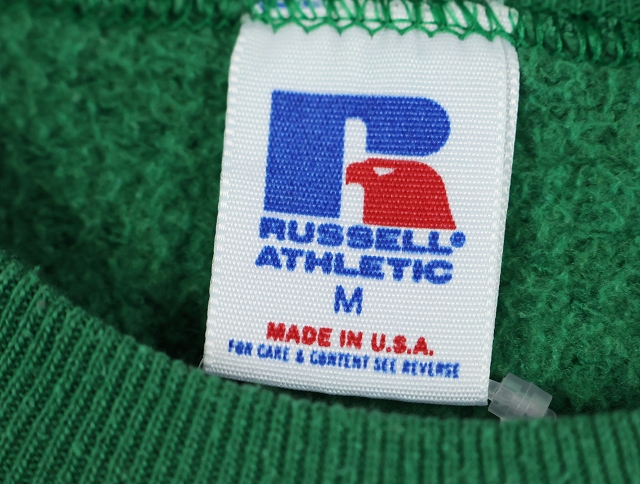 RUSSELL®
ATHLETIC
M
MADE IN U.S.A.
FOR CARE & CONTENT SEE REVERSE